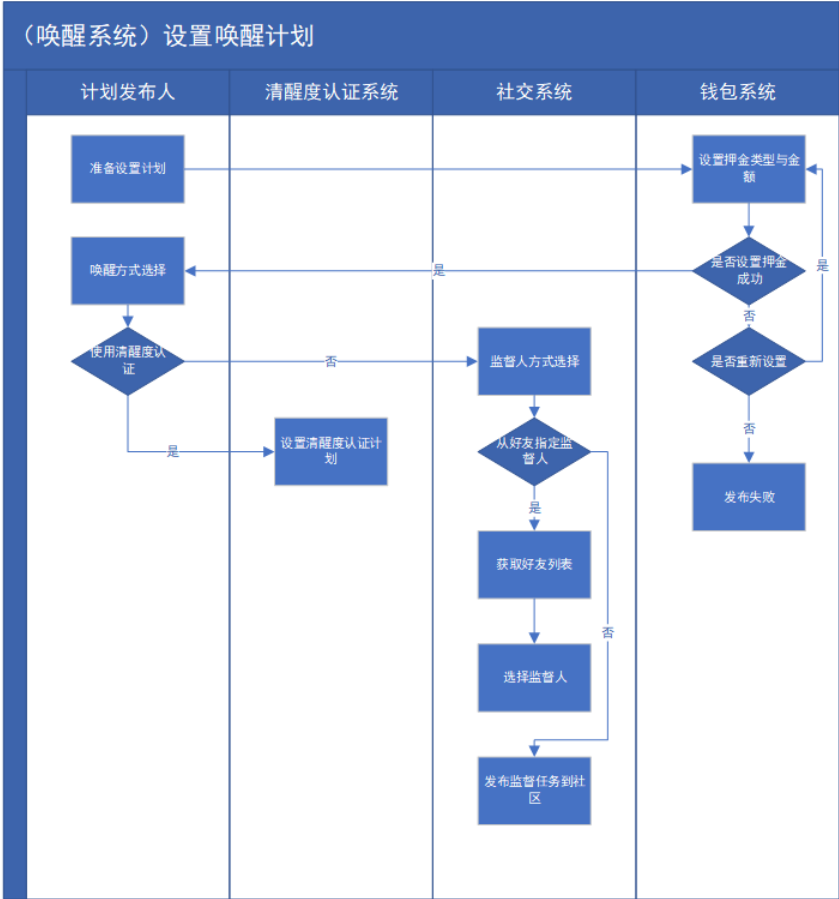 （唤醒系统）设置唤醒计划
计划发布人
清醒度认证系统
社交系统
钱包系统
准备设置计划
设置押金类型与金
额
唤醒方式选择
是
是否设置押金
成功
是
否
使用清醒度认
证
否
监督人方式选择
是否重新设置
是
设置清醒度认证计
划
从好友指定监
督人
否
是
发布失败
获取好友列表
否
选择监督人
发布监督任务到社
区